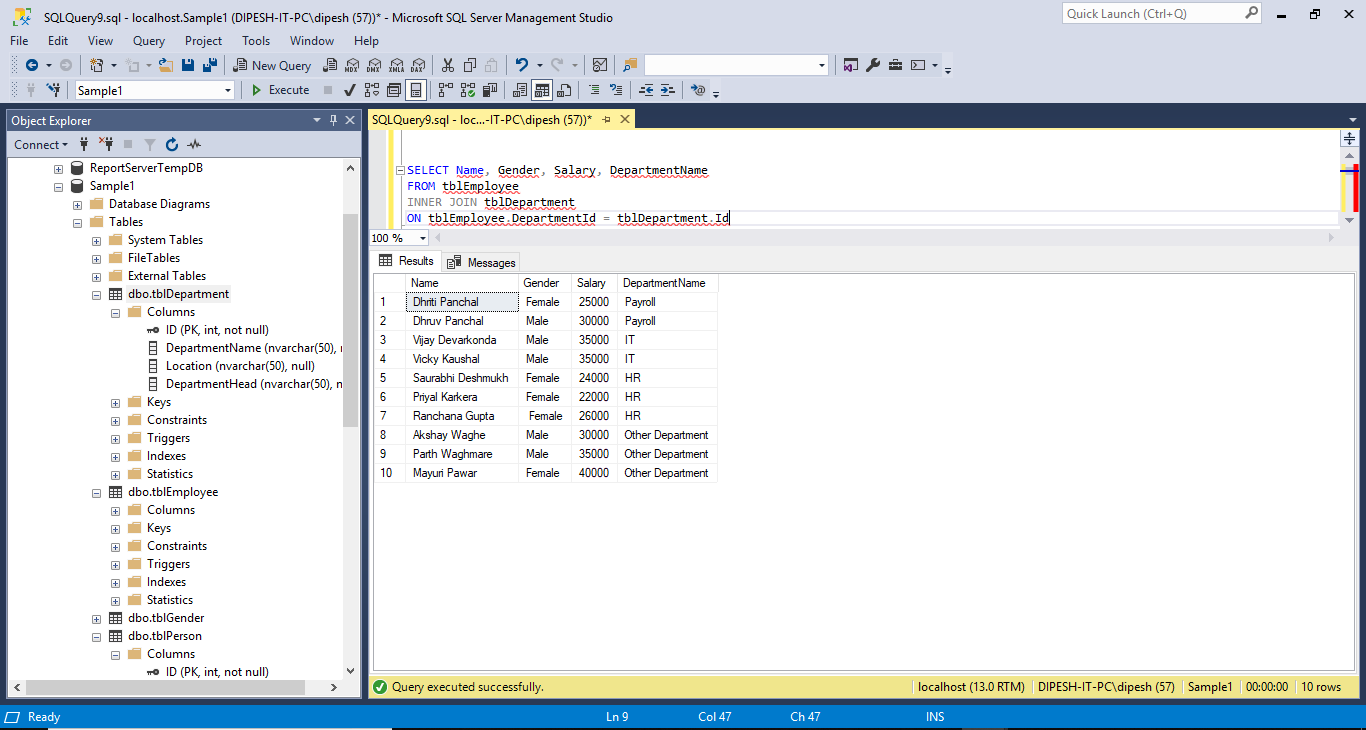 SQLQuery9.sql - localhost.Sample1 (DIPESH-IT-PC\dipesh (57))* - Microsoft SQL Server Management Studio
Quick Launch (Ctrl+Q)
File Edit View Query Project Tools Window Help
New Query MDX DMX XMLA DAX
Sample1 Execute
Object Explorer
Connect
ReportServerTempDB
Sample1
Database Diagrams
Tables
System Tables
FileTables
External Tables
dbo.tblDepartment
Columns
ID (PK, int, not null)
DepartmentName (nvarchar(50),
Location (nvarchar(50), null)
DepartmentHead (nvarchar(50), n
Keys
Constraints
Triggers
Indexes
Statistics
dbo.tblEmployee
Columns
Keys
Constraints
Triggers
Indexes
Statistics
dbo.tblGender
dbo.tblPerson
Columns
ID (PK, int, not null)
SQLQuery9.sql - loc...-IT-PC\dipesh (57))*
SELECT Name, Gender, Salary, DepartmentName
FROM tblEmployee
INNER JOIN tblDepartment
ON tblEmployee.DepartmentId = tblDepartment.Id
100 %
Results Messages
Name Gender Salary DepartmentName
1 Dhriti Panchal Female 25000 Payroll
2 Dhruv Panchal Male 30000 Payroll
3 Vijay Devarkonda Male 35000 IT
4 Vicky Kaushal Male 35000 IT
5 Saurabhi Deshmukh Female 24000 HR
6 Priyal Karkera Female 22000 HR
7 Ranchana Gupta Female 26000 HR
8 Akshay Waghe Male 30000 Other Department
9 Parth Waghmare Male 35000 Other Department
10 Mayuri Pawar Female 40000 Other Department
Query executed successfully. localhost (13.0 RTM) DIPESH-IT-PC\dipesh (57) Sample1 00:00:00 10 rows
Ready Ln 9 Col 47 Ch 47 INS